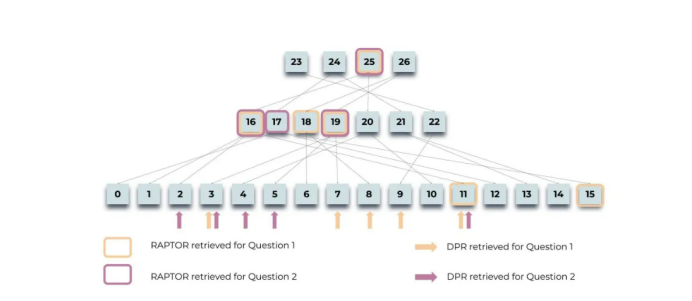 23 24 25 26
16 17 18 19 20 21 22
0 1 2 3 4 5 6 7 8 9 10 11 12 13 14 15
RAPTOR retrieved for Question 1 DPR retrieved for Question 1
RAPTOR retrieved for Question 2 DPR retrieved for Question 2